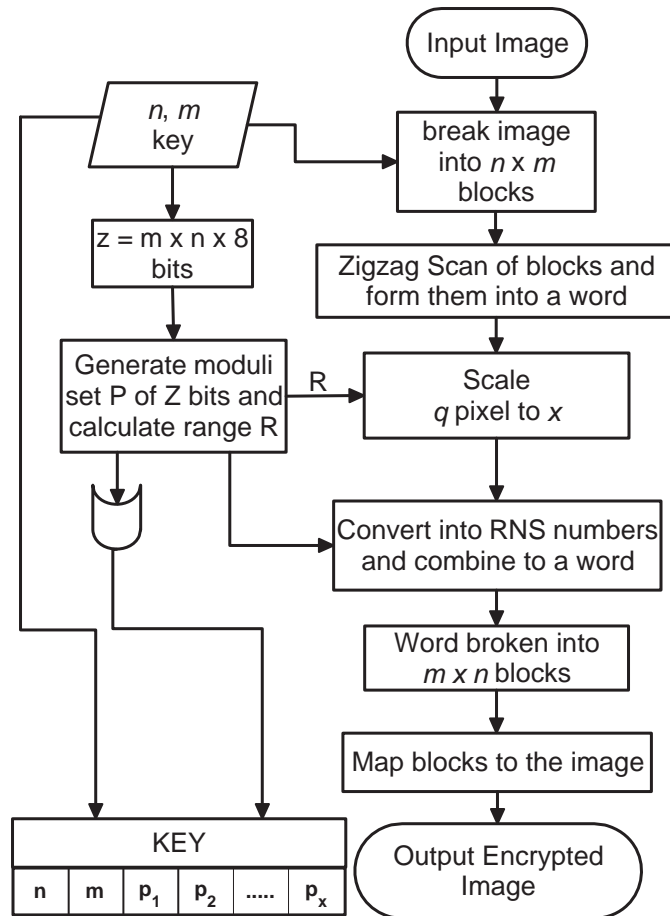 Input Image
n, m
key
break image
into n x m
blocks
z = m x n x 8
bits
Zigzag Scan of blocks and
form them into a word
Generate moduli
set P of Z bits and
calculate range R
R
Scale
q pixel to x
Convert into RNS numbers
and combine to a word
Word broken into
m x n blocks
Map blocks to the image
KEY
n m p1 p2 ..... px
Output Encrypted
Image